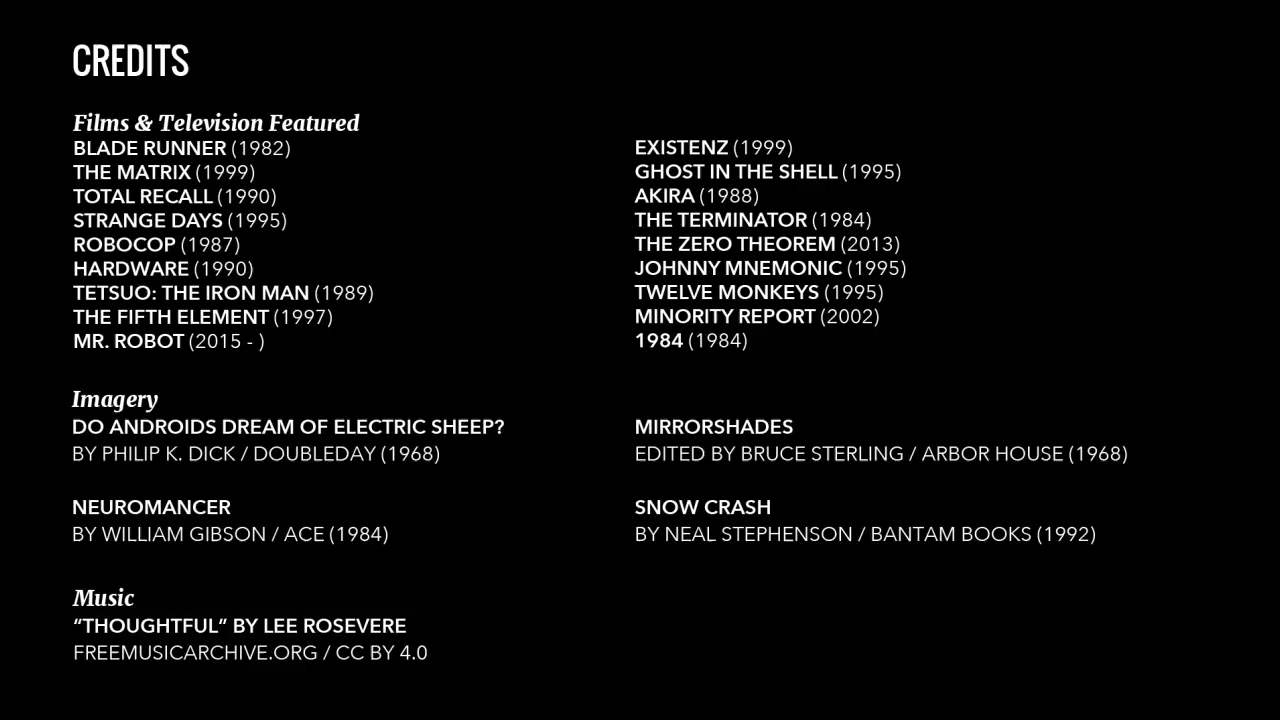 CREDITS
Films & Television Featured
BLADE RUNNER (1982)
THE MATRIX (1999)
TOTAL RECALL (1990)
STRANGE DAYS (1995)
ROBOCOP (1987)
HARDWARE (1990)
TETSUO: THE IRON MAN (1989)
THE FIFTH ELEMENT (1997)
MR. ROBOT (2015 - )
EXISTENZ (1999)
GHOST IN THE SHELL (1995)
AKIRA (1988)
THE TERMINATOR (1984)
THE ZERO THEOREM (2013)
JOHNNY MNEMONIC (1995)
TWELVE MONKEYS (1995)
MINORITY REPORT (2002)
1984 (1984)
Imagery
DO ANDROIDS DREAM OF ELECTRIC SHEEP?
BY PHILIP K. DICK / DOUBLEDAY (1968)
NEUROMANCER
BY WILLIAM GIBSON / ACE (1984)
MIRRORSHADES
EDITED BY BRUCE STERLING / ARBOR HOUSE (1968)
SNOW CRASH
BY NEAL STEPHENSON / BANTAM BOOKS (1992)
Music
“THOUGHTFUL” BY LEE ROSEVERE
FREEMUSICARCHIVE.ORG / CC BY 4.0